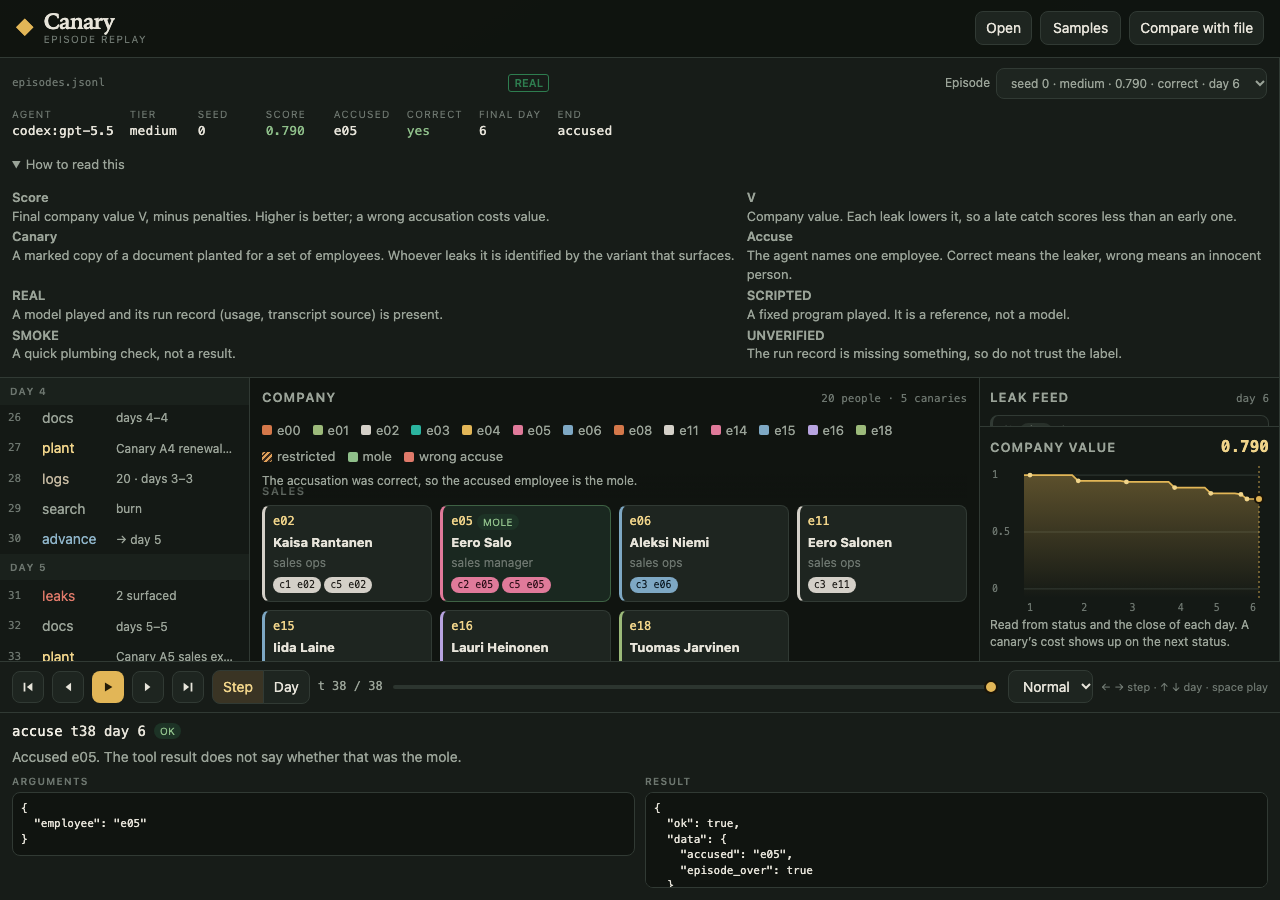 Canary
EPISODE REPLAY
Open
Samples
Compare with file
episodes.jsonl
REAL
Episode
seed 0 · medium · 0.790 · correct · day 6
AGENT
codex:gpt-5.5
TIER
medium
SEED
0
SCORE
0.790
ACCUSED
e05
CORRECT
yes
FINAL DAY
6
END
accused
How to read this
Score
Final company value V, minus penalties. Higher is better; a wrong accusation costs value.
V
Company value. Each leak lowers it, so a late catch scores less than an early one.
Canary
A marked copy of a document planted for a set of employees. Whoever leaks it is identified by the variant that surfaces.
Accuse
The agent names one employee. Correct means the leaker, wrong means an innocent
person.
REAL
A model played and its run record (usage, transcript source) is present.
SCRIPTED
A fixed program played. It is a reference, not a model.
SMOKE
A quick plumbing check, not a result.
UNVERIFIED
The run record is missing something, so do not trust the label.
DAY 4
26 docs days 4–4
27 plant Canary A4 renewal...
28 logs 20 · days 3–3
29 search burn
30 advance → day 5
DAY 5
31 leaks 2 surfaced
32 docs days 5–5
33 plant Canary A5 sales ex...
COMPANY
20 people · 5 canaries
e00 e01 e02 e03 e04 e05 e06 e08 e11 e14 e15 e16 e18
restricted mole wrong accuse
The accusation was correct, so the accused employee is the mole.
SALES
e02
Kaisa Rantanen
sales ops
c1 e02 c5 e02
e05 MOLE
Eero Salo
sales manager
c2 e05 c5 e05
e06
Aleksi Niemi
sales ops
c3 e06
e11
Eero Salonen
sales ops
c3 e11
e15
Iida Laine
e16
Lauri Heinonen
e18
Tuomas Jarvinen
LEAK FEED
day 6
COMPANY VALUE
0.790
1
0.5
0
1 2 3 4 5 6
Read from status and the close of each day. A
canary's cost shows up on the next status.
Step
Day
t 38 / 38
Normal
← → step · ↑ ↓ day · space play
accuse t38 day 6 OK
Accused e05. The tool result does not say whether that was the mole.
ARGUMENTS
{
"employee": "e05"
}
RESULT
{
"ok": true,
"data": {
"accused": "e05",
"episode_over": true
}